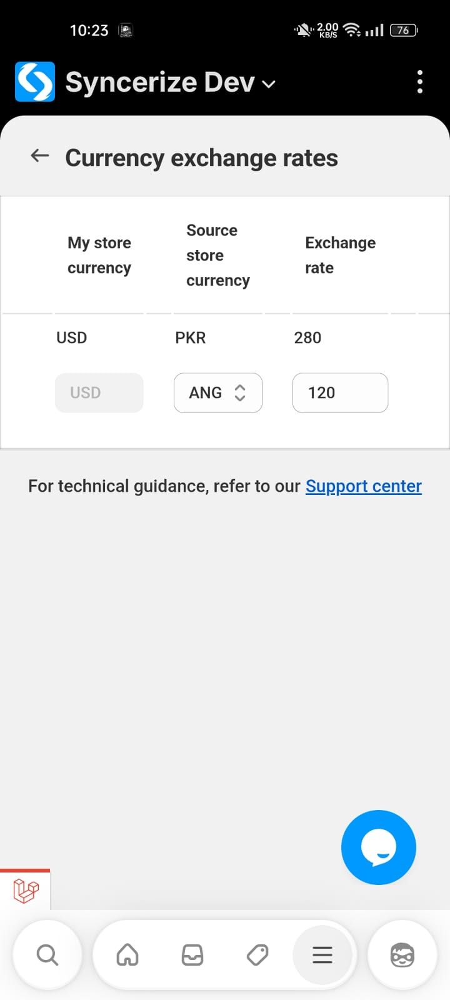 10:23
2.00
KB/S
76
Syncerize Dev
Currency exchange rates
My store
currency
Source
store
currency
Exchange
rate
USD PKR 280
USD ANG 120
For technical guidance, refer to our Support center